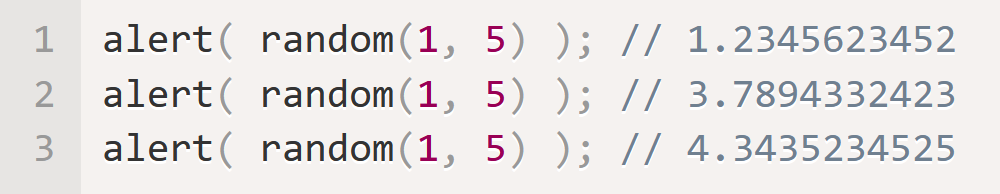 1 alert( random(1, 5) ); // 1.2345623452
2 alert( random(1, 5) ); // 3.7894332423
3 alert( random(1, 5) ); // 4.3435234525